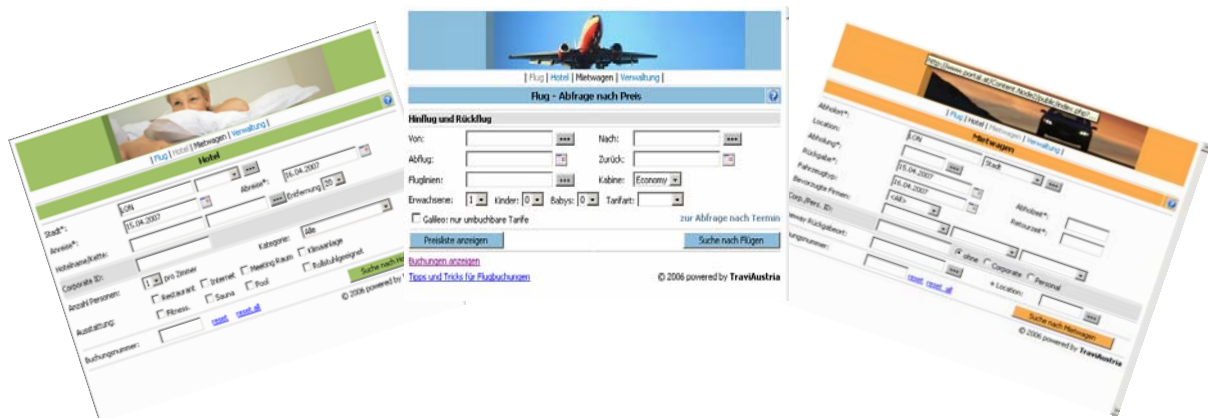 | Flug | Hotel | Mietwagen | Verwaltung |
Hotel
Stadt*:
LON
Anreise*:
15.04.2007
Abreise*:
16.04.2007
Hotelname/Kette:
Entfernung 20
Corporate ID:
Kategorie:
Alle
Anzahl Personen:
1 pro Zimmer
Ausstattung:
Restaurant
Internet
Meeting Raum
Klimaanlage
Fitness
Sauna
Pool
Rollstuhlgeeignet
Buchungsnummer:
reset
reset all
© 2006 powered by
| Flug | Hotel | Mietwagen | Verwaltung |
Flug - Abfrage nach Preis
Hinflug und Rückflug
Von:
Nach:
Abflug:
Zurück:
Fluglinien:
Kabine: Economy
Erwachsene: 1 Kinder: 0 Babys: 0 Tarifart:
Galileo: nur umbuchbare Tarife
zur Abfrage nach Termin
Preisliste anzeigen
Suche nach Flügen
Buchungen anzeigen
Tipps und Tricks für Flugbuchungen
© 2006 powered by TraviAustria
| Flug | Hotel | Mietwagen | Verwaltung |
Mietwagen
Abholort*:
LON
Stadt
Location:
Abholung*:
15.04.2007
Abholzeit*:
Rückgabe*:
16.04.2007
Retourzeit*:
Fahrzeugtyp:
<All>
Bevorzugte Firmen:
Corp./Pers. ID:
ohne
Corporate
Personal
+ Location:
reset
reset all
Suche nach Mietwagen
© 2006 powered by TraviAustria